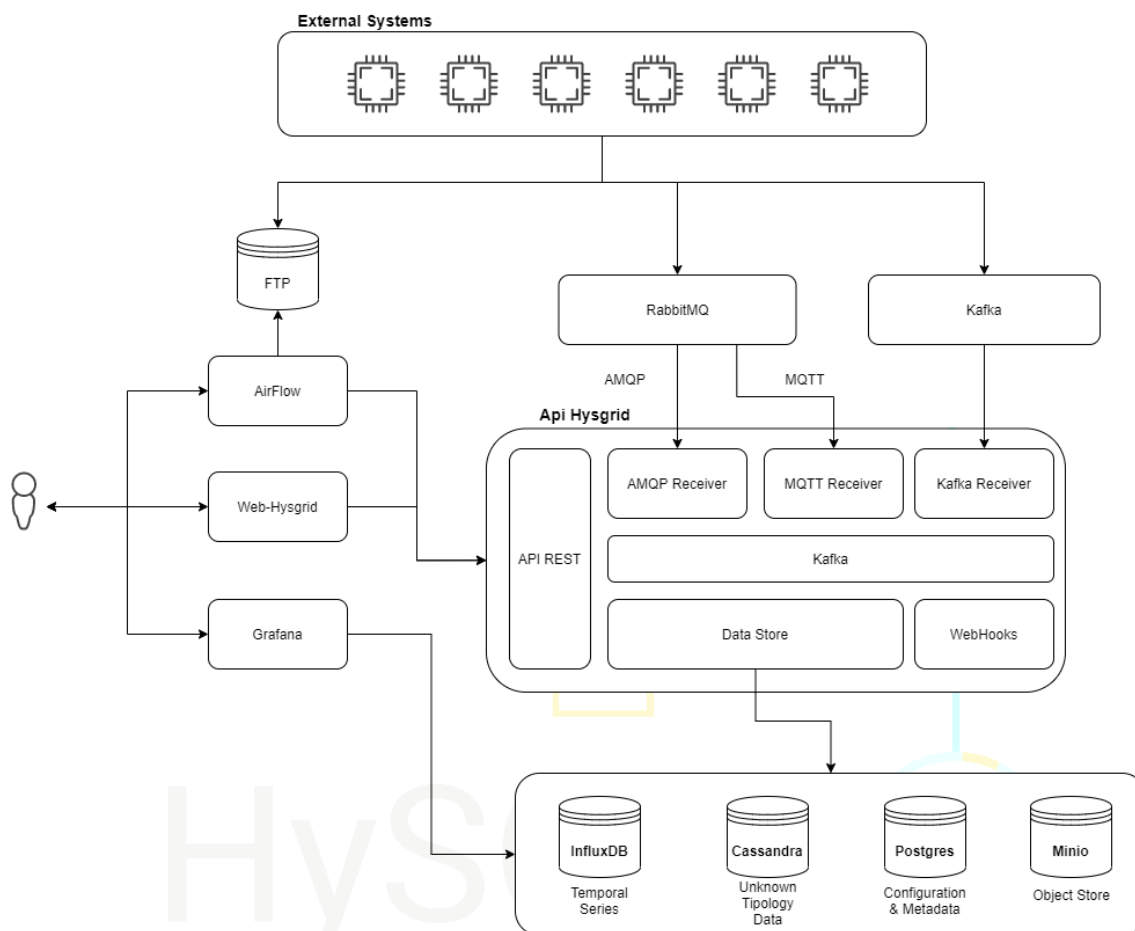 External Systems
FTP
RabbitMQ
Kafka
AirFlow
AMQP
MQTT
Api Hysgrid
AMQP Receiver
MQTT Receiver
Kafka Receiver
Web-Hysgrid
API REST
Kafka
Grafana
Data Store
WebHooks
InfluxDB
Cassandra
Postgres
Minio
Temporal
Series
Unknown
Tipology
Data
Configuration
& Metadata
Object Store